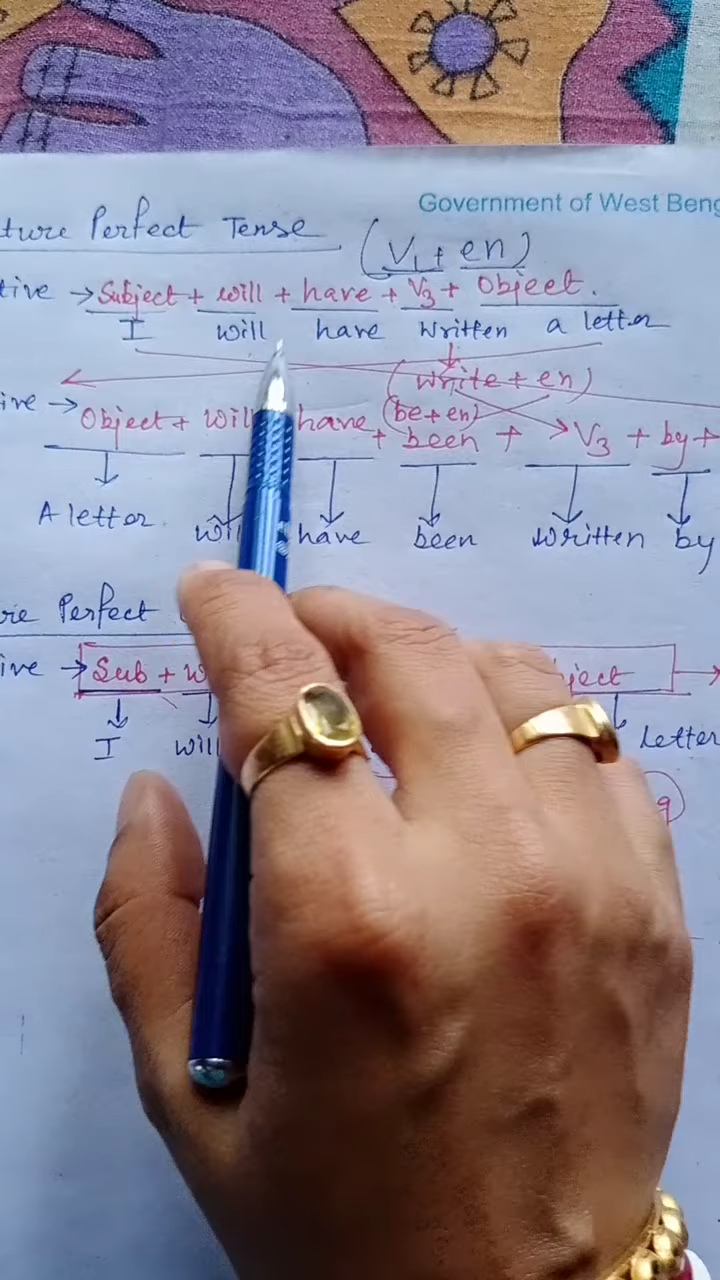 Government of West Beng
ture Perfect Tense (V1 + en)
tive → Subject + will + have + V3 + Object.
I will have written a letter
(write + en)
ive → Object + will have + (be+en) been + V3 + by +
A letter will have been written by
re Perfect
ive → Sub + W ject →
I will letter
g